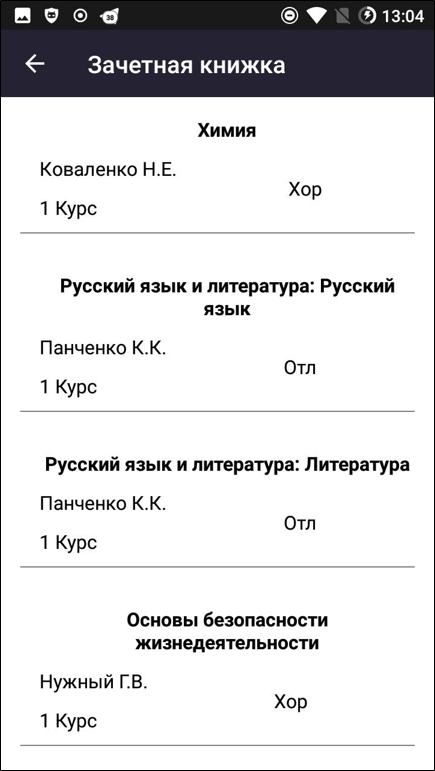 38
13:04
Зачетная книжка
Химия
Коваленко Н.Е.
Хор
1 Курс
Русский язык и литература: Русский
язык
Панченко К.К.
Отл
1 Курс
Русский язык и литература: Литература
Панченко К.К.
Отл
1 Курс
Основы безопасности
жизнедеятельности
Нужный Г.В.
Хор
1 Курс